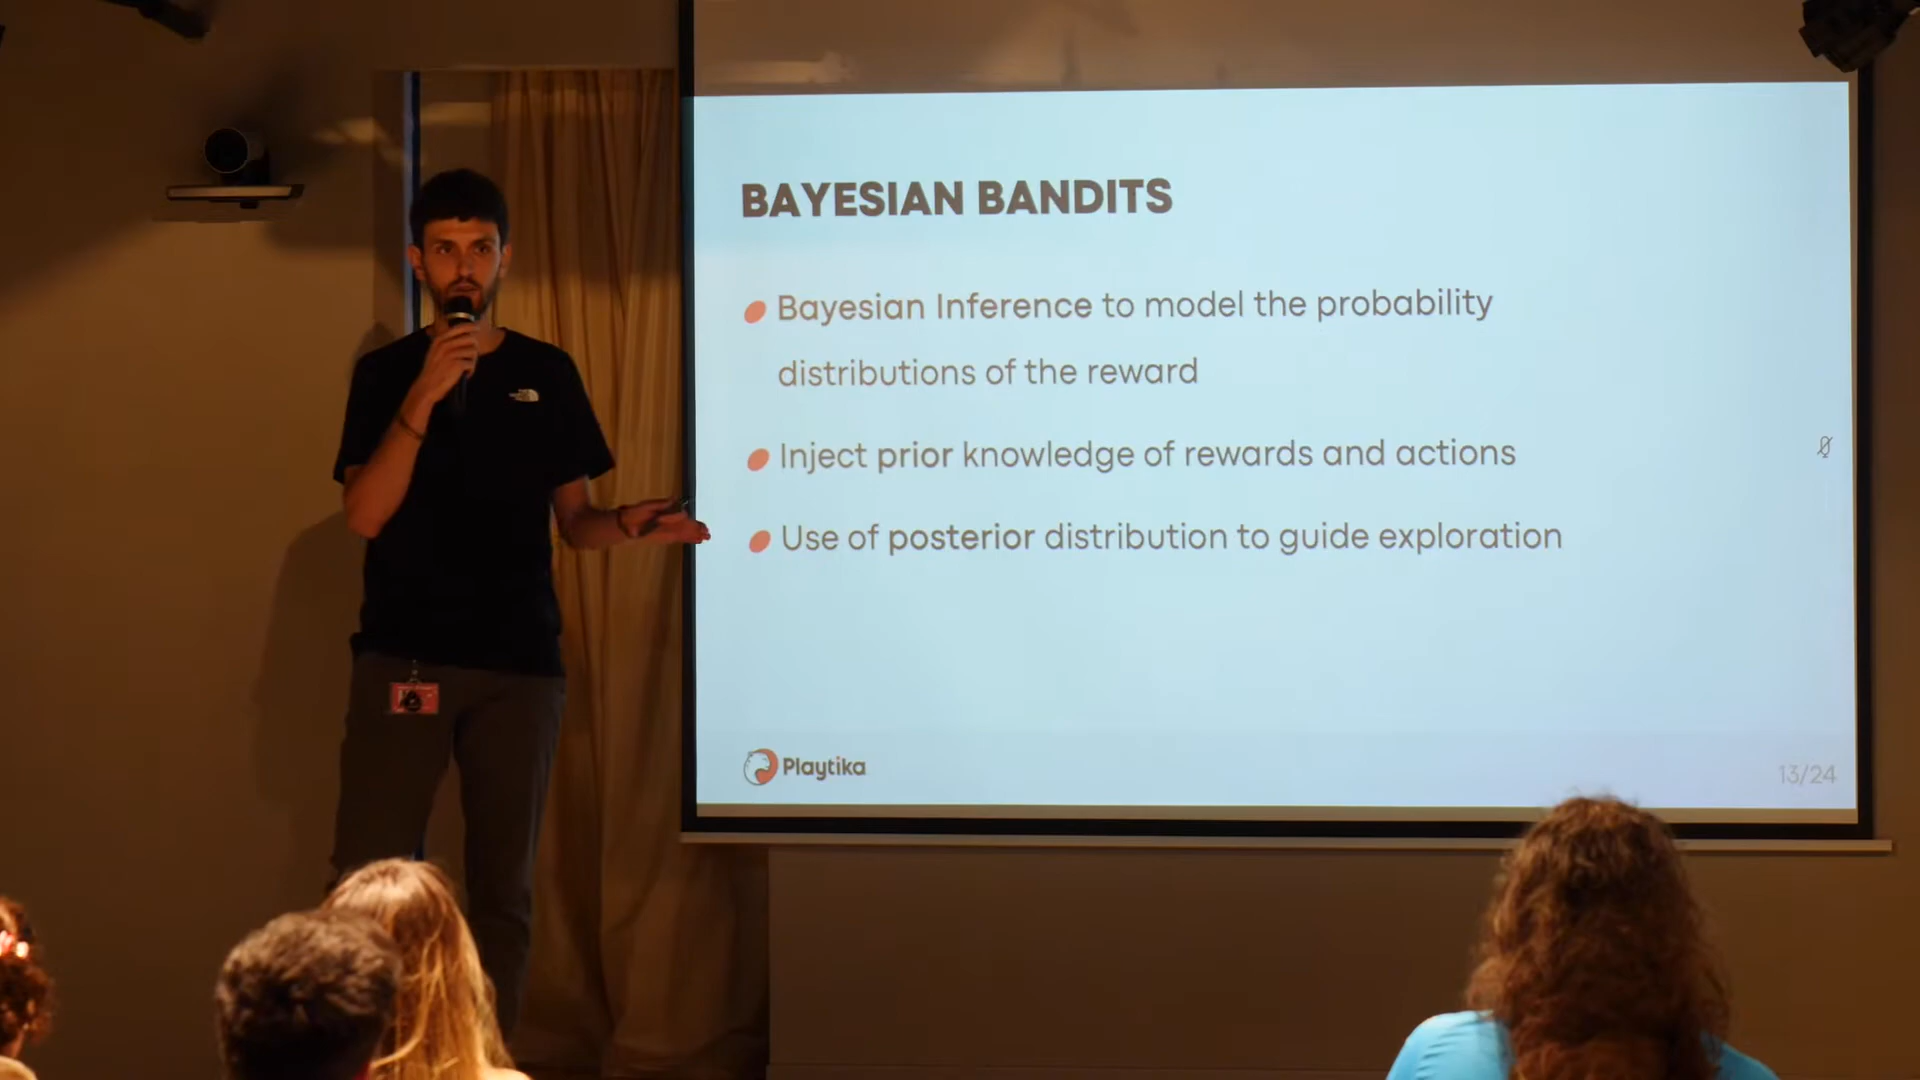 BAYESIAN BANDITS
Bayesian Inference to model the probability
distributions of the reward
Inject prior knowledge of rewards and actions
Use of posterior distribution to guide exploration
Playtika
13/24